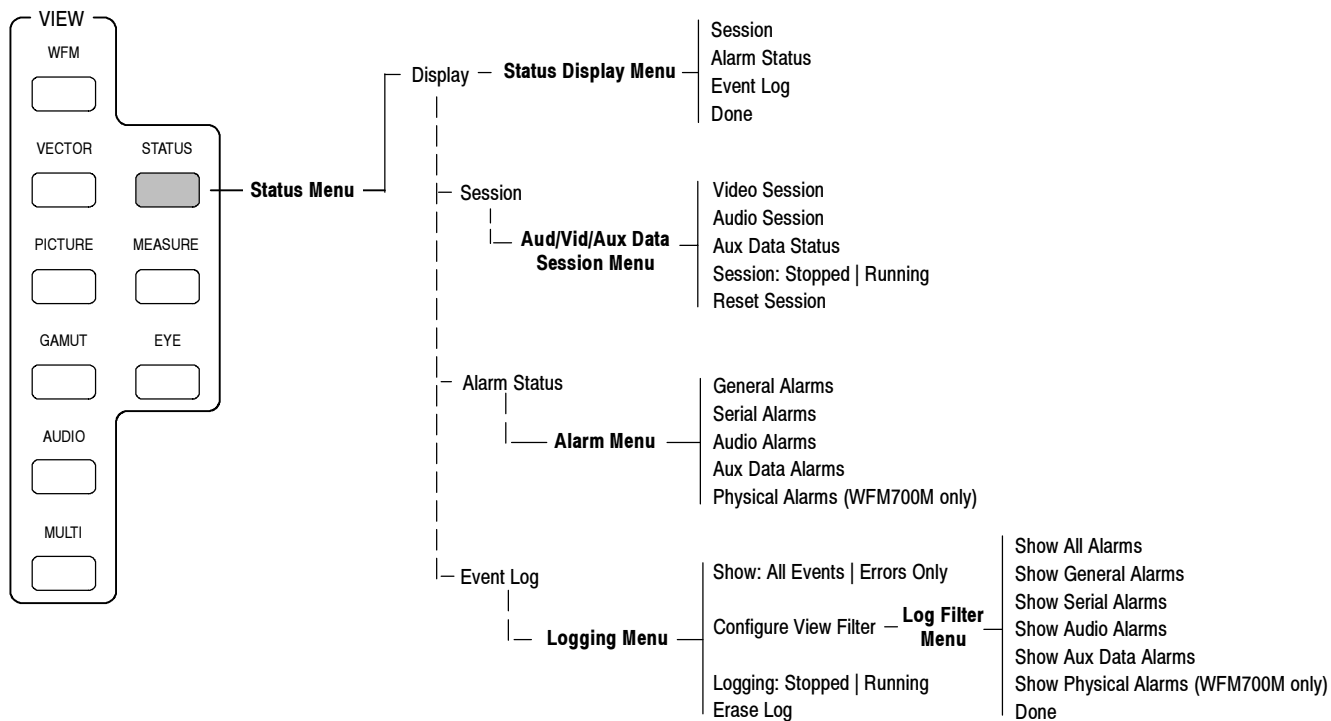 VIEW
WFM
VECTOR
STATUS
PICTURE
MEASURE
GAMUT
EYE
AUDIO
MULTI
Status Menu
Display
Status Display Menu
Session
Alarm Status
Event Log
Done
Session
Aud/Vid/Aux Data
Session Menu
Video Session
Audio Session
Aux Data Status
Session: Stopped | Running
Reset Session
Alarm Status
Alarm Menu
General Alarms
Serial Alarms
Audio Alarms
Aux Data Alarms
Physical Alarms (WFM700M only)
Event Log
Logging Menu
Show: All Events | Errors Only
Configure View Filter
Logging: Stopped | Running
Erase Log
Log Filter
Menu
Show All Alarms
Show General Alarms
Show Serial Alarms
Show Audio Alarms
Show Aux Data Alarms
Show Physical Alarms (WFM700M only)
Done